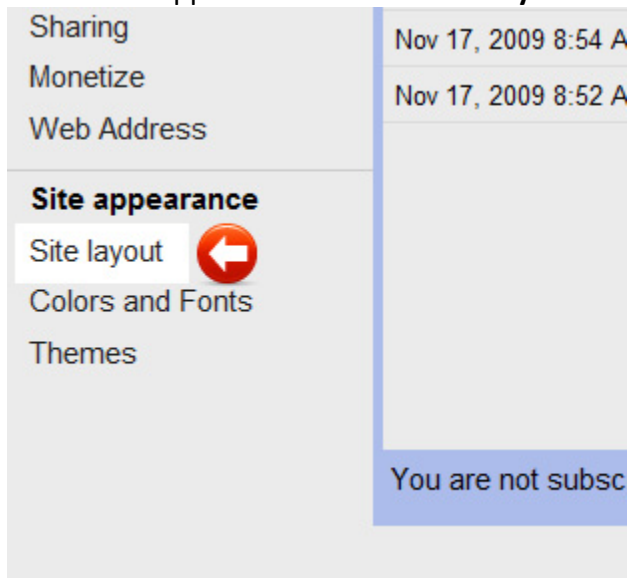 Sharing
Monetize
Web Address
Site appearance
Site layout
Colors and Fonts
Themes
Nov 17, 2009 8:54 A
Nov 17, 2009 8:52 A
You are not subsc